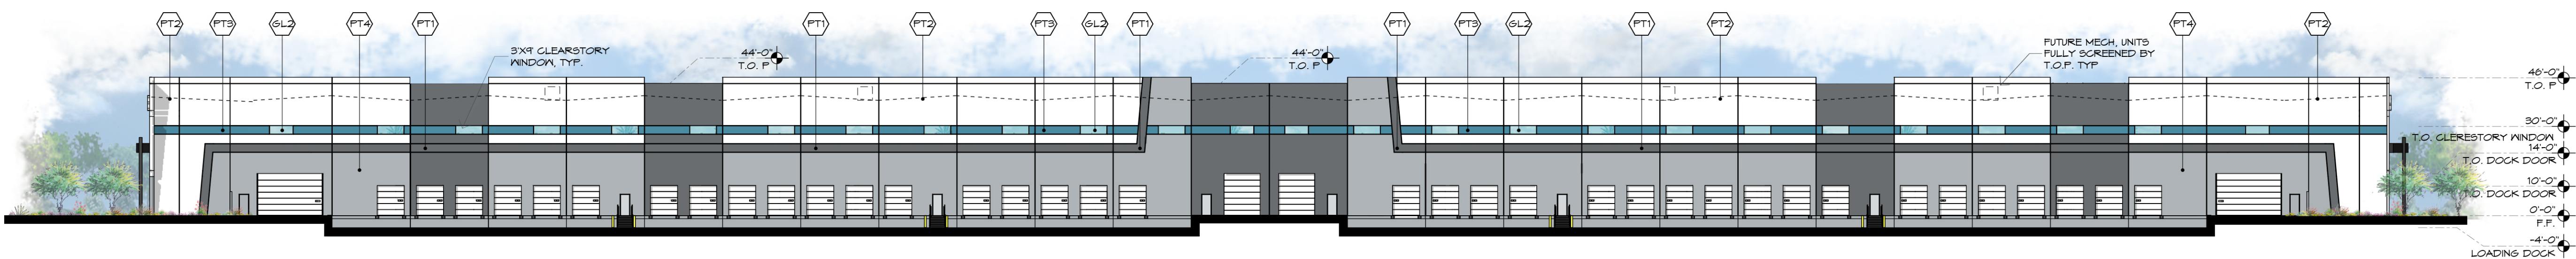 PT2
PT3
GL2
PT4
PT1
PT1
PT2
PT3
GL2
PT1
PT1
PT3
GL2
PT1
PT2
PT4
PT2
3'X9' CLEARSTORY
WINDOW, TYP.
44'-0"
T.O. P
44'-0"
T.O. P
FUTURE MECH, UNITS
FULLY SCREENED BY
T.O.P. TYP
46'-0"
T.O. P
30'-0"
T.O. CLERESTORY WINDOW
14'-0"
T.O. DOCK DOOR
10'-0"
T.O. DOCK DOOR
0'-0"
F.F.
-4'-0"
LOADING DOCK